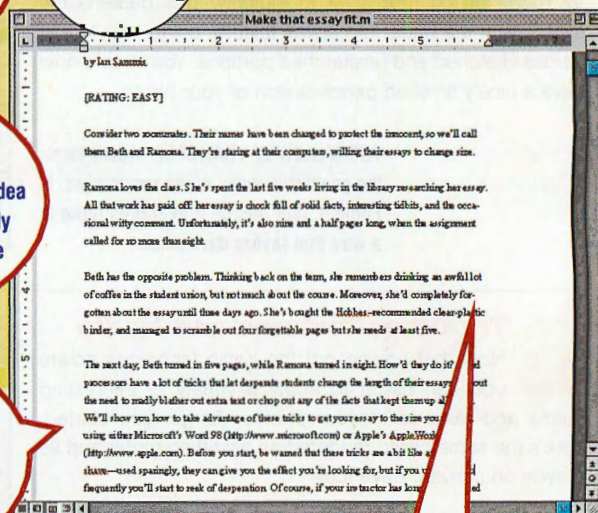 Make that essay fit.m
by Ian Sammis
[RATING: EASY]
Consider two roommates. Their names have been changed to protect the innocent, so we'll call
them Beth and Ramona. They're staring at their computers, willing their essays to change size.
Ramona loves the class. She's spent the last five weeks living in the library researching her essay.
All that work has paid off: her essay is chock full of solid facts, interesting tidbits, and the occa-
sional witty comment. Unfortunately, it's also nine and a half pages long, when the assignment
called for no more than eight.
Beth has the opposite problem. Thinking back on the term, she remembers drinking an awful lot
of coffee in the student union, but not much about the course. Moreover, she'd completely for-
gotten about the essay until three days ago. She's bought the Hobbes-recommended clear-plastic
binder, and managed to scramble out four forgettable pages but she needs at least five.
The next day, Beth turned in five pages, while Ramona turned in eight. How'd they do it?
processors have a lot of tricks that let desperate students change the length of their essays out
the need to madly blather out extra text or chop out any of the facts that kept them up al
We'll show you how to take advantage of these tricks to get your essay to the size you
using either Microsoft's Word 98 (http://www.microsoft.com) or Apple's AppleWork
(http://www.apple.com). Before you start, be warned that these tricks are a bit like a
shave—used sparingly, they can give you the effect you're looking for, but if you
frequently you'll start to reek of desperation. Of course, if your instructor has long ed
dea
ly
e